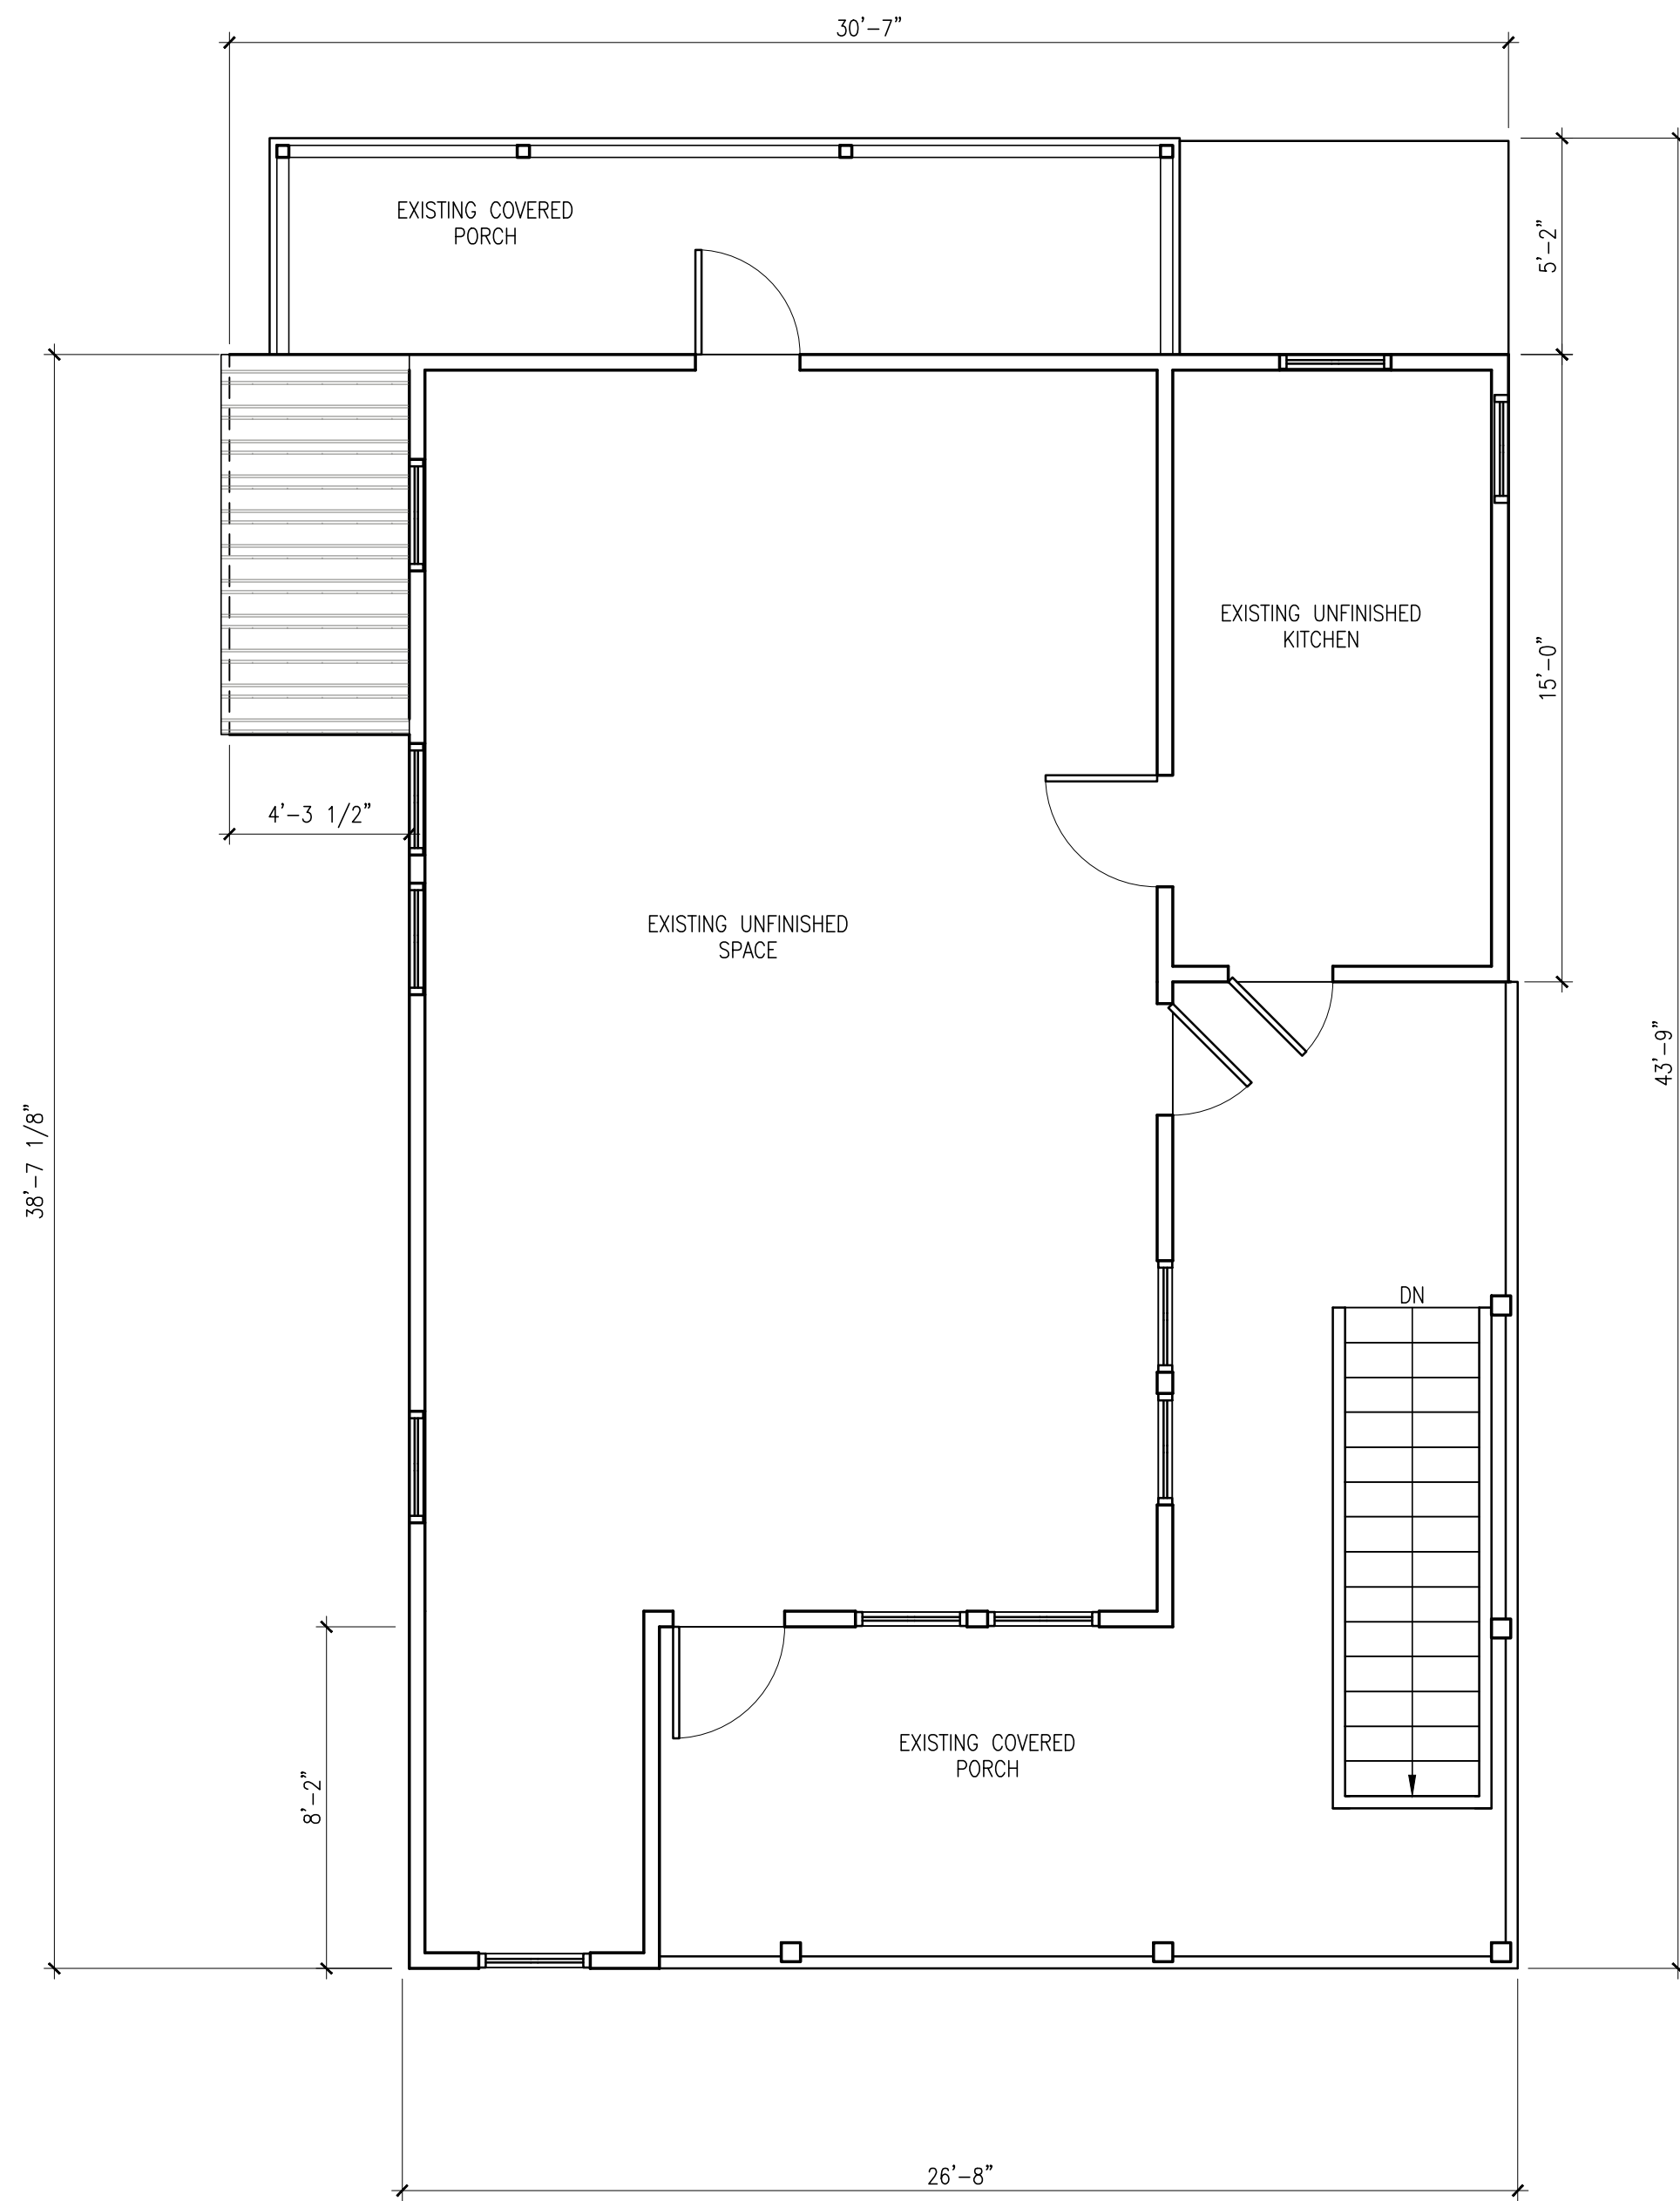 30'-7"
EXISTING COVERED
PORCH
5'-2"
EXISTING UNFINISHED
KITCHEN
15'-0"
4'-3 1/2"
EXISTING UNFINISHED
SPACE
43'-9"
38'-7 1/8"
DN
EXISTING COVERED
PORCH
8'-2"
26'-8"